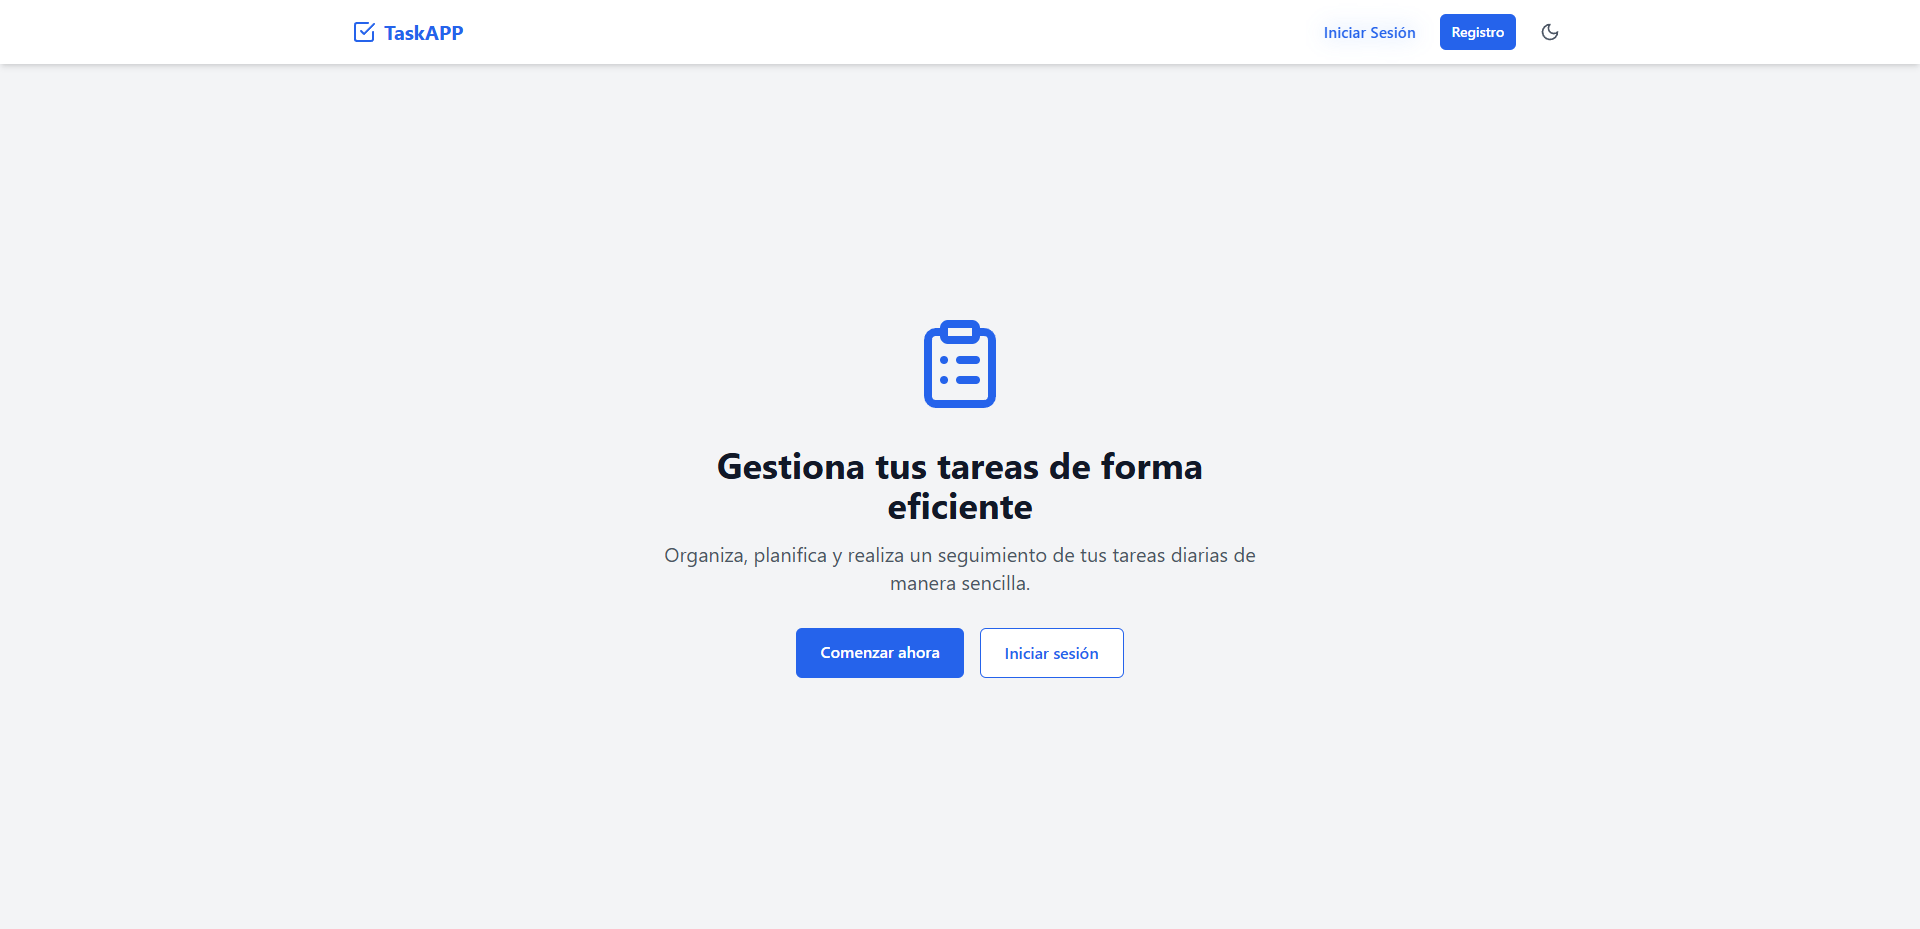 TaskAPP
Iniciar Sesión
Registro
Gestiona tus tareas de forma
eficiente
Organiza, planifica y realiza un seguimiento de tus tareas diarias de
manera sencilla.
Comenzar ahora
Iniciar sesión